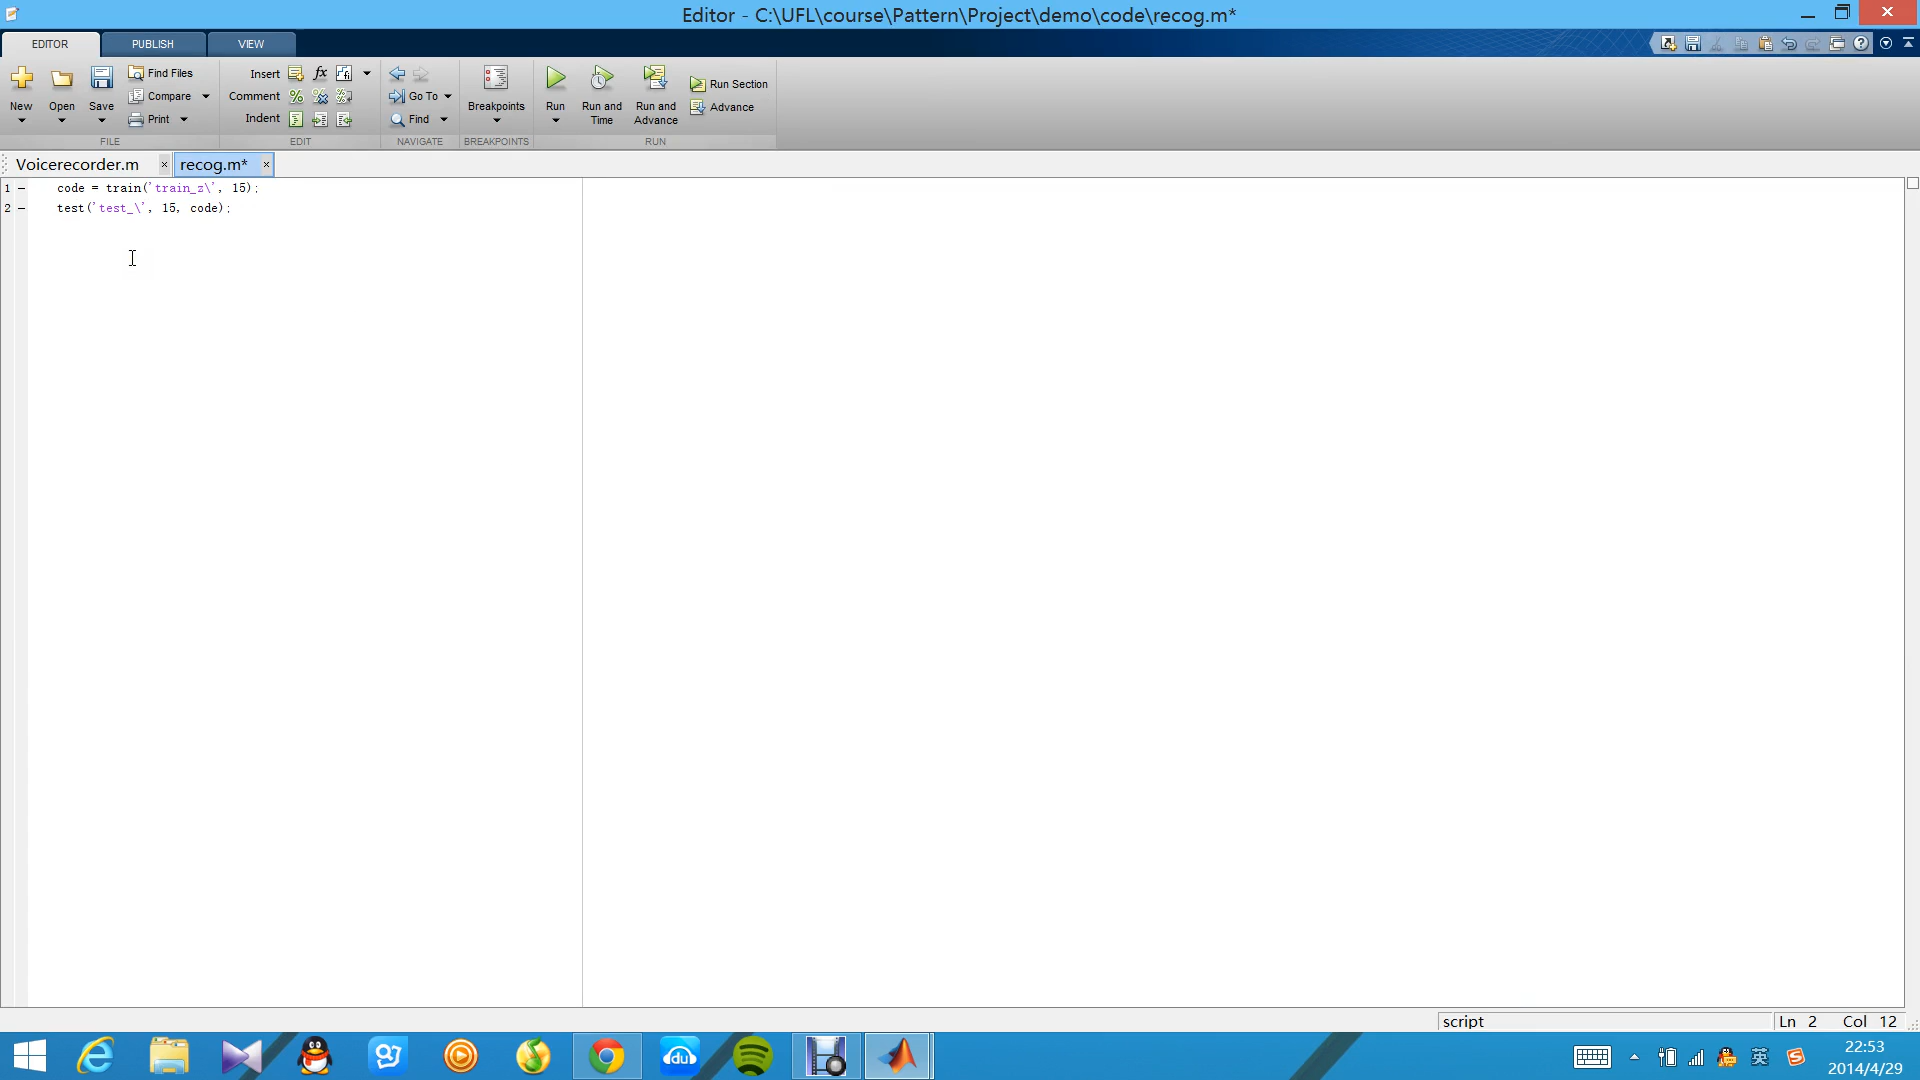 Editor - C:\UFL\course\Pattern\Project\demo\code\recog.m*
EDITOR PUBLISH VIEW
New
Open
Save
Find Files
Compare
Print
FILE
Insert
Comment
Indent
EDIT
Go To
Find
NAVIGATE
Breakpoints
BREAKPOINTS
Run
Run and
Time
Run and
Advance
Run Section
Advance
RUN
Voicerecorder.m
recog.m*
1 code = train('train_z\', 15);
2 test('test_\', 15, code);
script
Ln 2 Col 12
du
英
22:53
2014/4/29